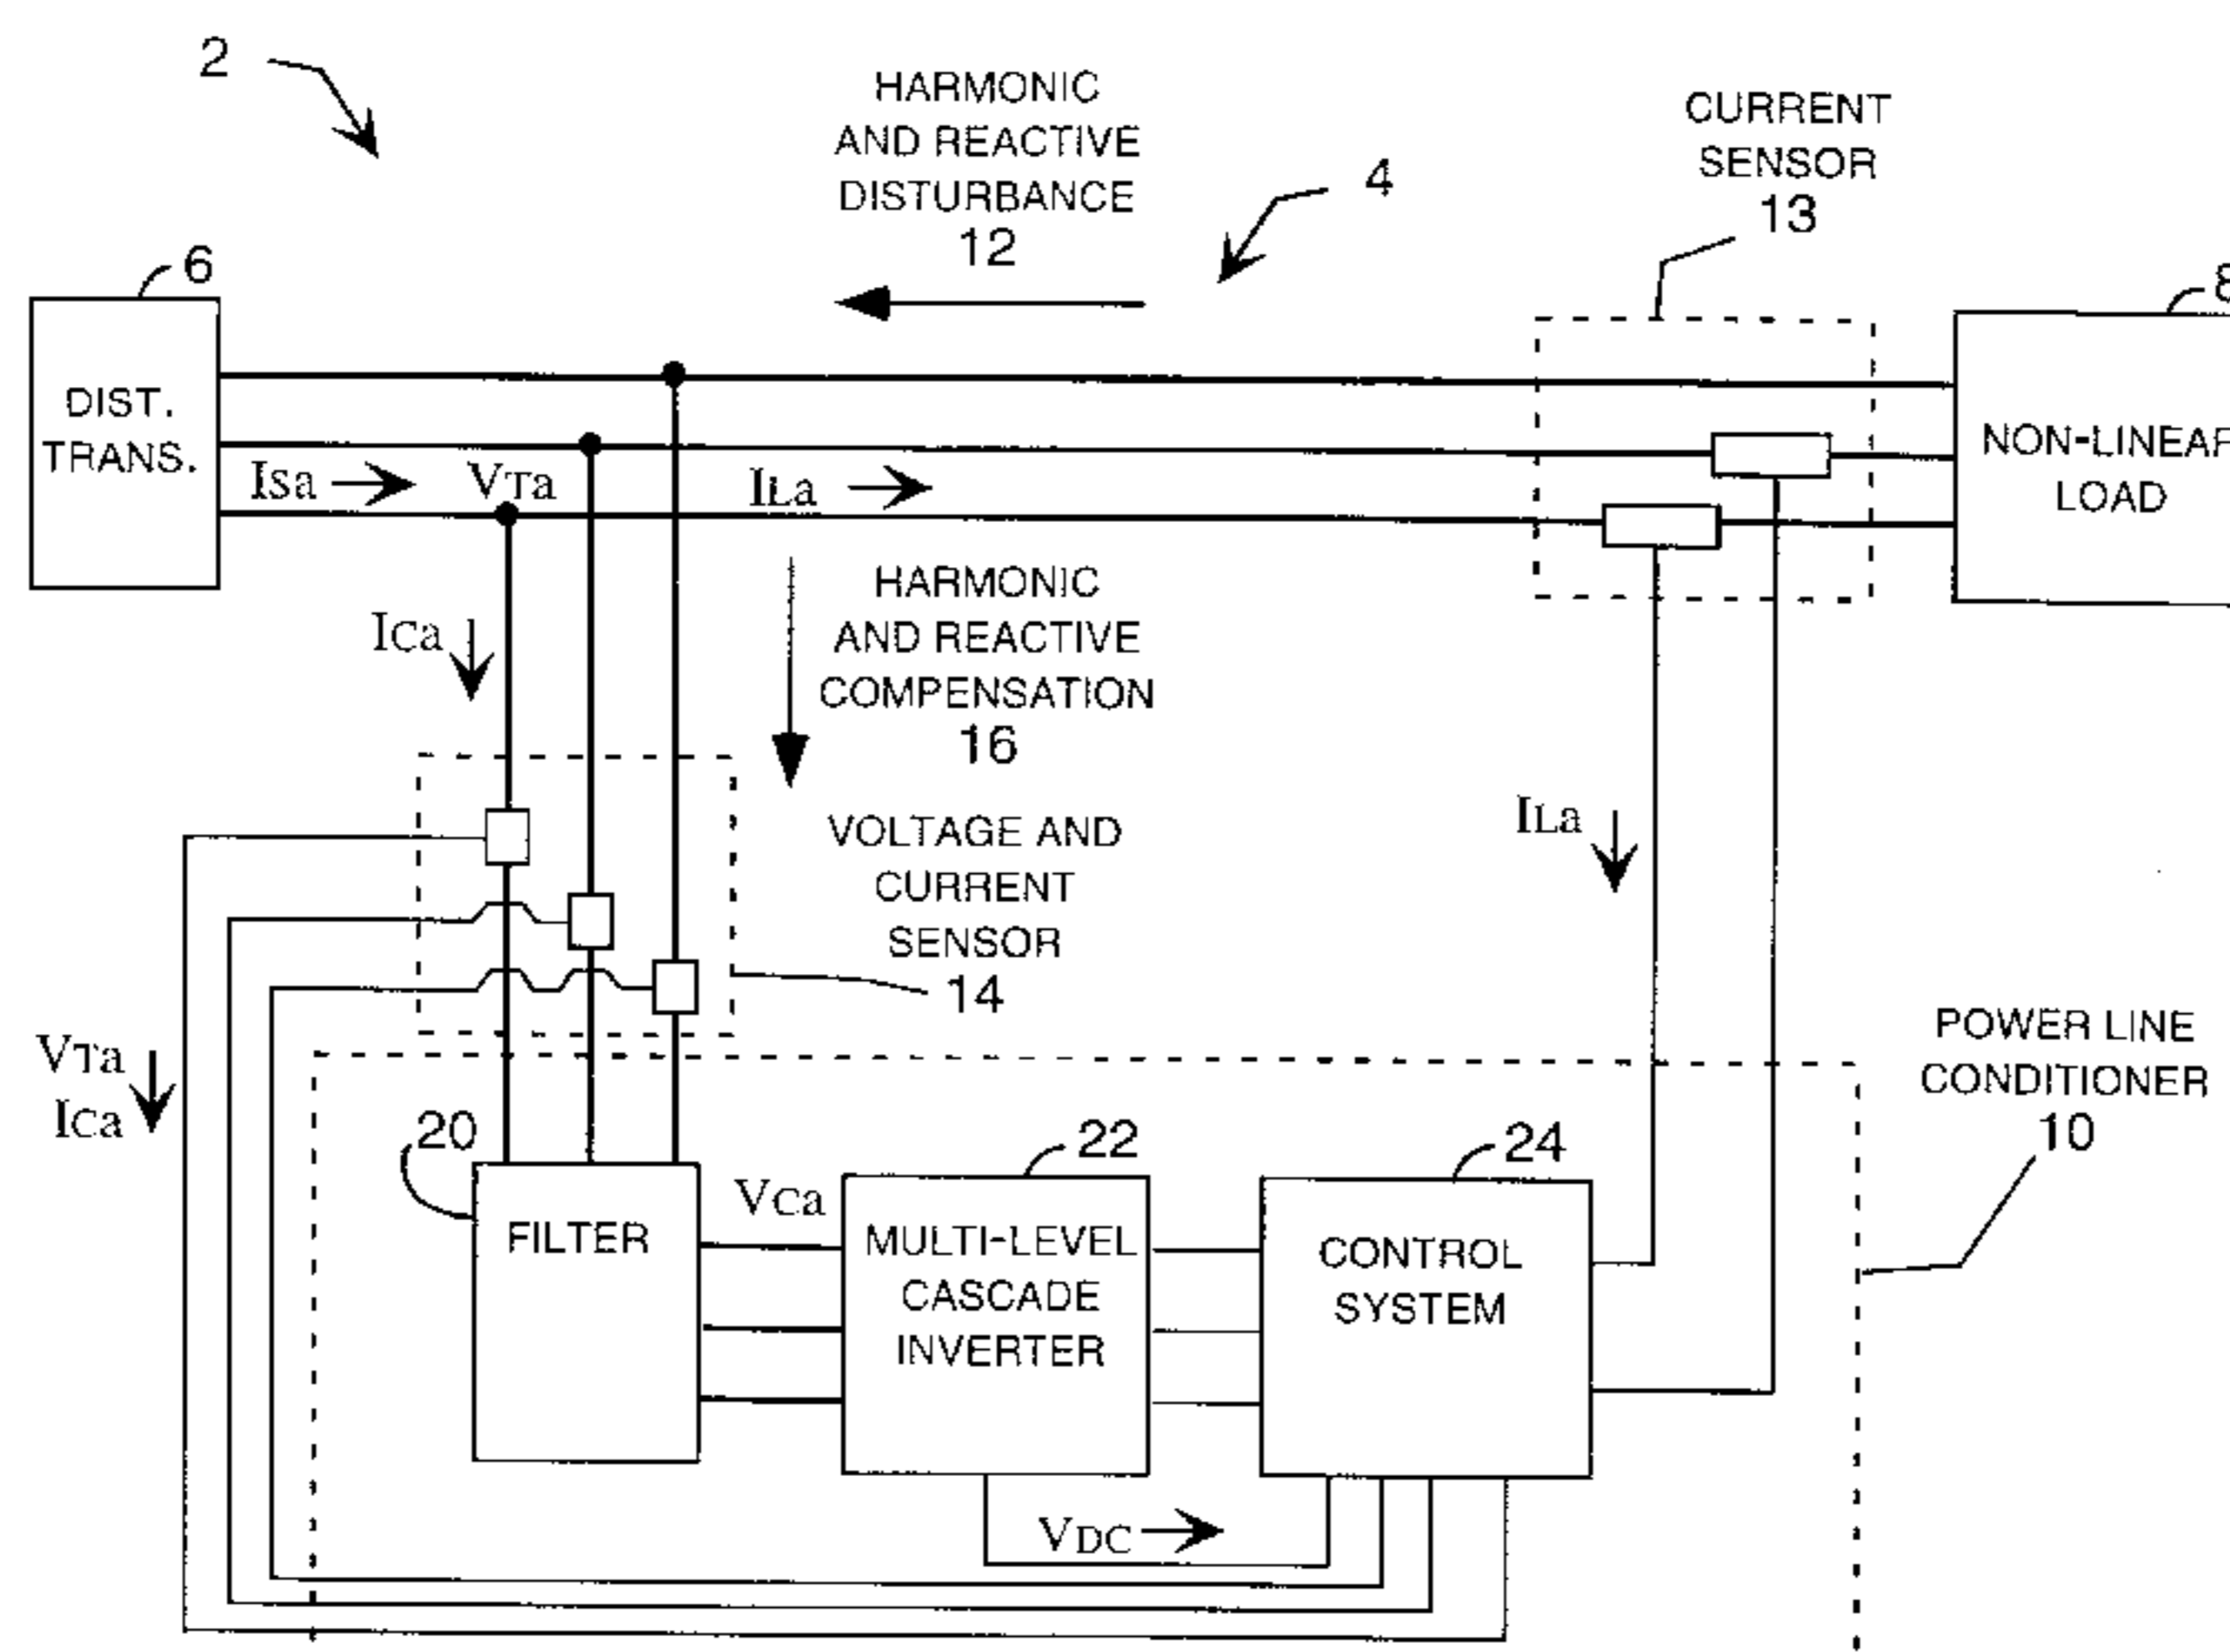 2
HARMONIC
AND REACTIVE
DISTURBANCE
12
4
CURRENT
SENSOR
13
6
8
DIST.
TRANS.
ISa
VTa
ILa
NON-LINEAR
LOAD
ICa
HARMONIC
AND REACTIVE
COMPENSATION
16
VOLTAGE AND
CURRENT
SENSOR
14
ILa
VTa
ICa
POWER LINE
CONDITIONER
10
20
22
24
FILTER
VCa
MULTI-LEVEL
CASCADE
INVERTER
CONTROL
SYSTEM
VDC